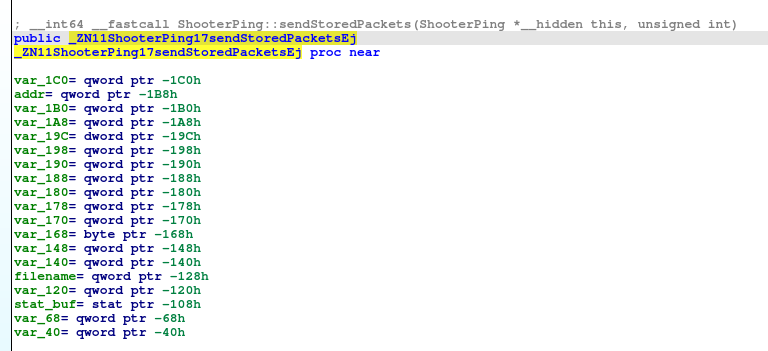 ; __int64 __fastcall ShooterPing::sendStoredPackets(ShooterPing *__hidden this, unsigned int)
public _ZN11ShooterPing17sendStoredPacketsEj
_ZN11ShooterPing17sendStoredPacketsEj proc near
var_1C0= qword ptr -1C0h
addr= qword ptr -1B8h
var_1B0= qword ptr -1B0h
var_1A8= qword ptr -1A8h
var_19C= dword ptr -19Ch
var_198= qword ptr -198h
var_190= qword ptr -190h
var_188= qword ptr -188h
var_180= qword ptr -180h
var_178= qword ptr -178h
var_170= qword ptr -170h
var_168= byte ptr -168h
var_148= qword ptr -148h
var_140= qword ptr -140h
filename= qword ptr -128h
var_120= qword ptr -120h
stat_buf= stat ptr -108h
var_68= qword ptr -68h
var_40= qword ptr -40h